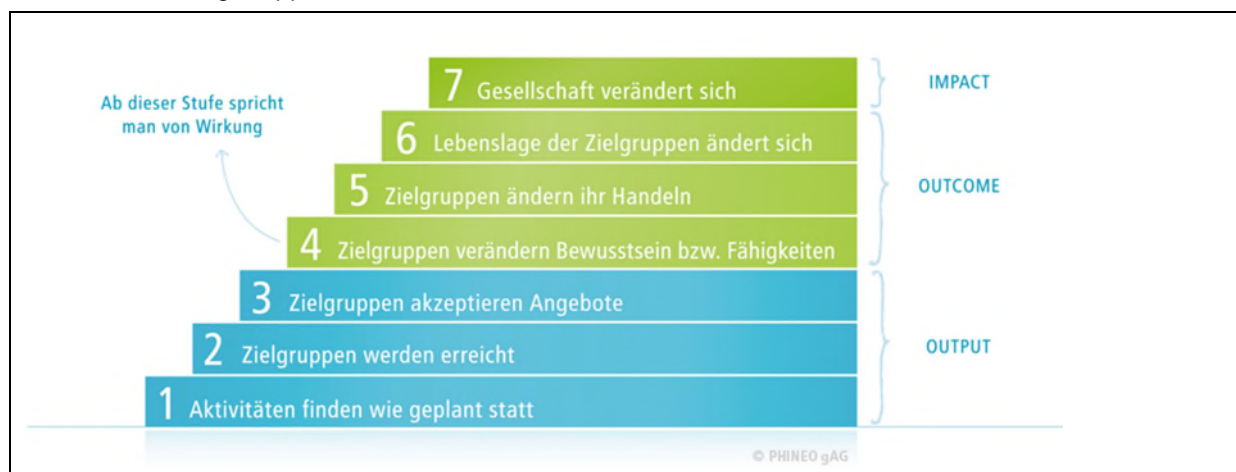 7 Gesellschaft verändert sich
IMPACT
Ab dieser Stufe spricht
man von Wirkung
6 Lebenslage der Zielgruppen ändert sich
5 Zielgruppen ändern ihr Handeln
OUTCOME
4 Zielgruppen verändern Bewusstsein bzw. Fähigkeiten
3 Zielgruppen akzeptieren Angebote
2 Zielgruppen werden erreicht
OUTPUT
1 Aktivitäten finden wie geplant statt
© PHINEO gAG